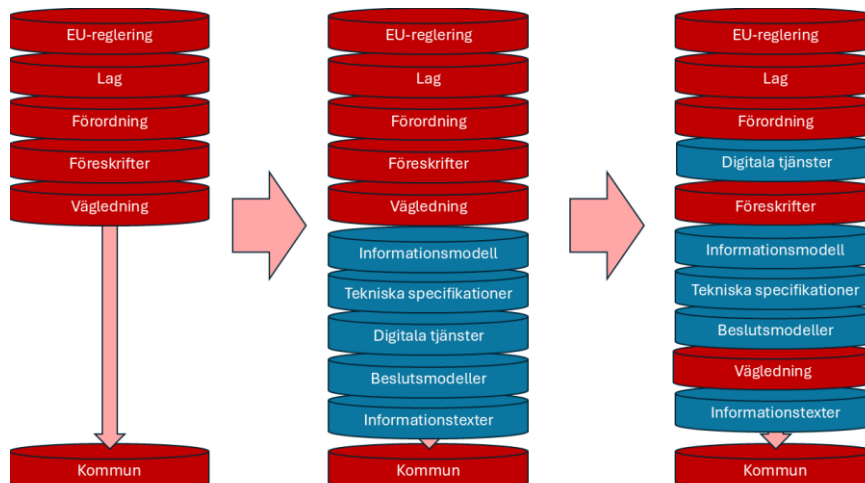 EU-reglering
Lag
Förordning
Föreskrifter
Vägledning
Kommun
EU-reglering
Lag
Förordning
Föreskrifter
Vägledning
Informationsmodell
Tekniska specifikationer
Digitala tjänster
Beslutsmodeller
Informationstexter
Kommun
EU-reglering
Lag
Förordning
Digitala tjänster
Föreskrifter
Informationsmodell
Tekniska specifikationer
Beslutsmodeller
Vägledning
Informationstexter
Kommun